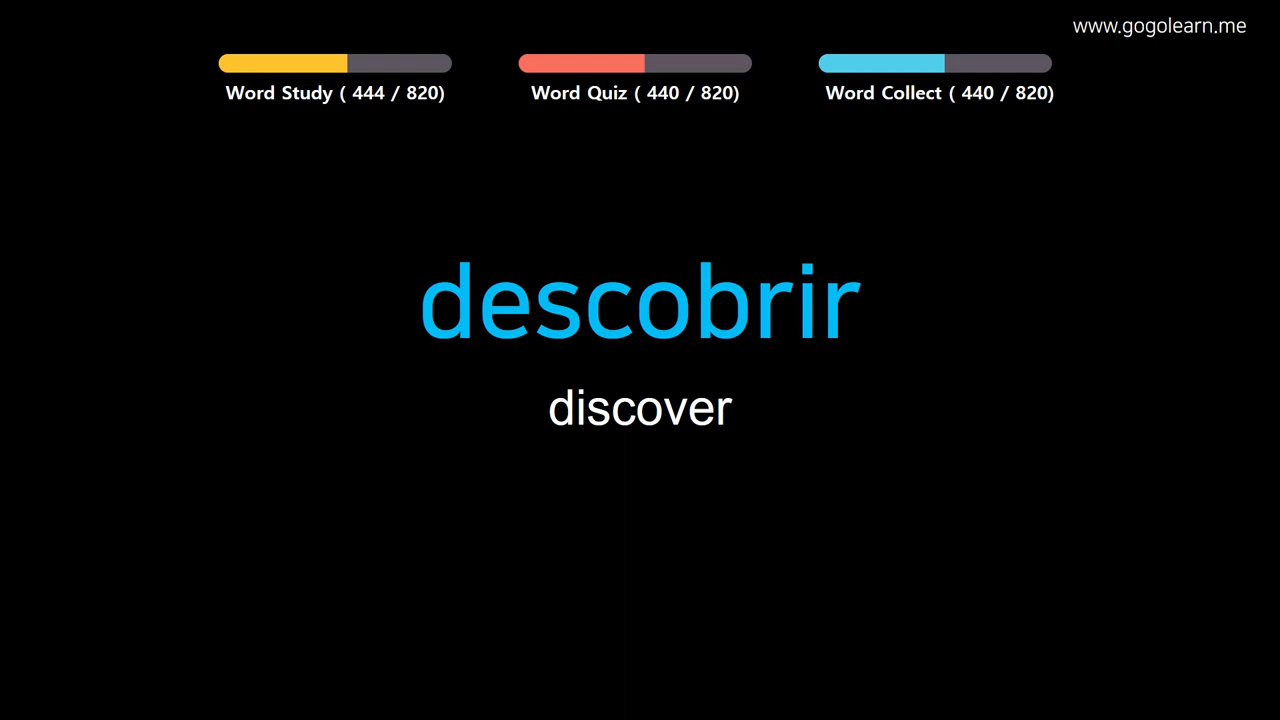 www.gogolearn.me
Word Study ( 444 / 820)
Word Quiz ( 440 / 820)
Word Collect ( 440 / 820)
descobrir
discover